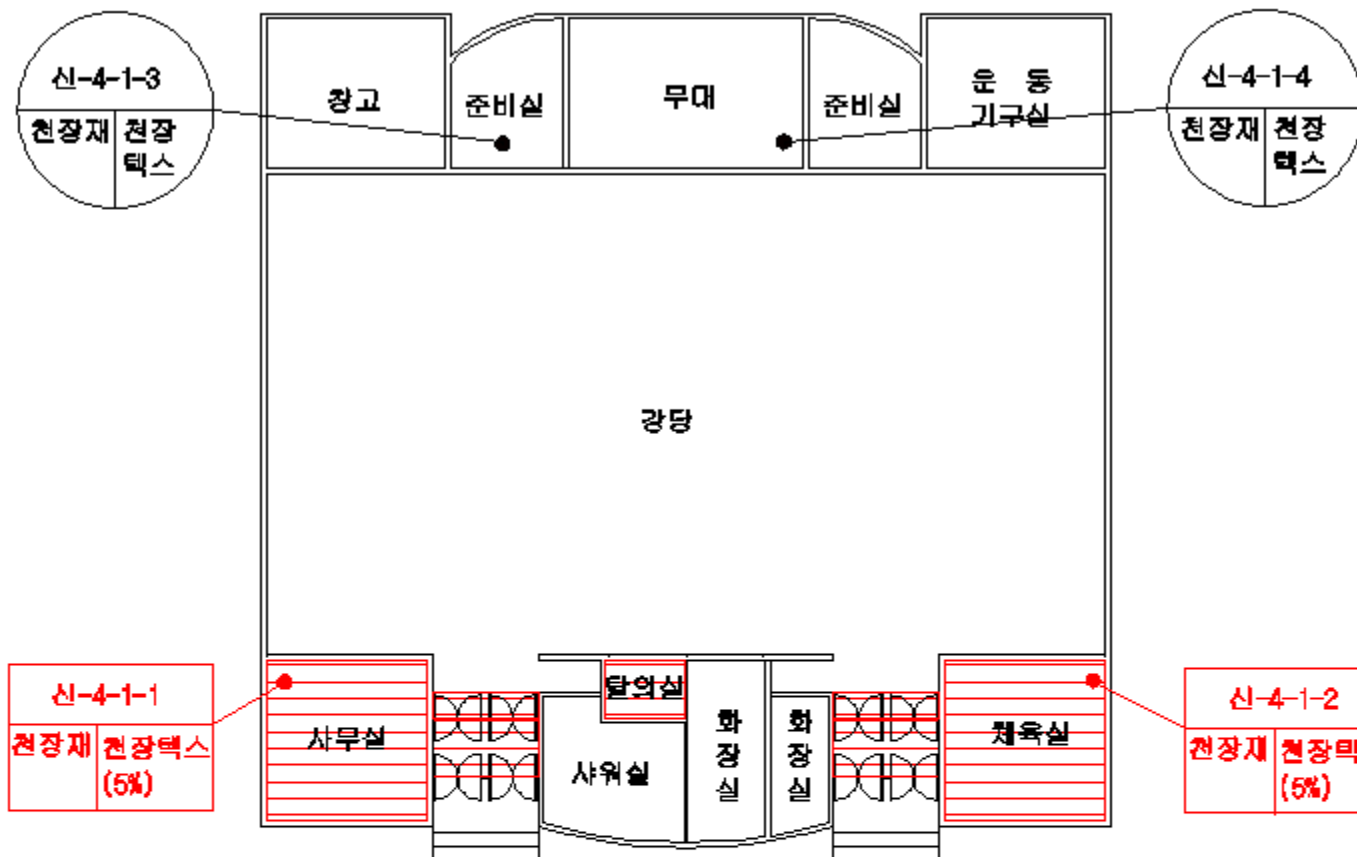 신-4-1-3
천장재
천장
텍스
창고
준비실
무대
준비실
운 동
기구실
신-4-1-4
천장재
천장
텍스
강당
신-4-1-1
천장재
천장텍스
(5%)
사무실
탈의실
샤워실
화
장
실
화
장
실
체육실
신-4-1-2
천장재
천장텍
(5%)